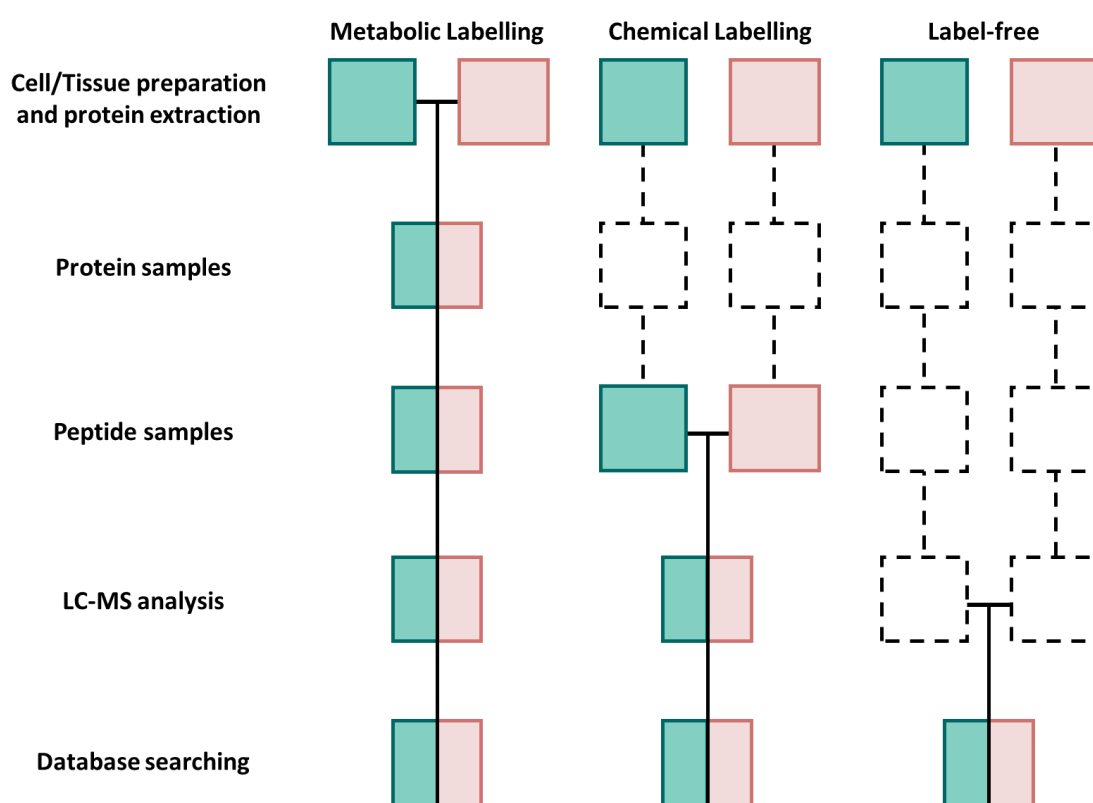 Metabolic Labelling
Chemical Labelling
Label-free
Cell/Tissue preparation
and protein extraction
Protein samples
Peptide samples
LC-MS analysis
Database searching